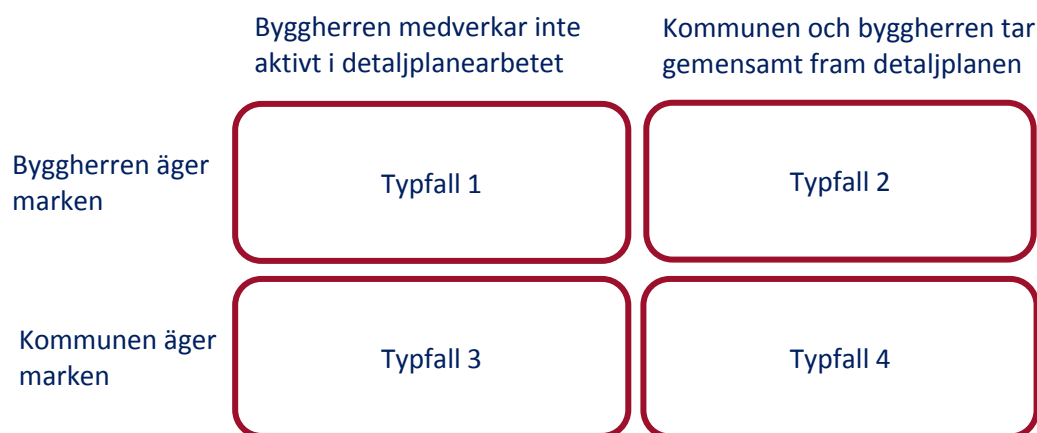 Byggherren medverkar inte
aktivt i detaljplanearbetet
Kommunen och byggherren tar
gemensamt fram detaljplanen
Byggherren äger
marken
Typfall 1
Typfall 2
Kommunen äger
marken
Typfall 3
Typfall 4